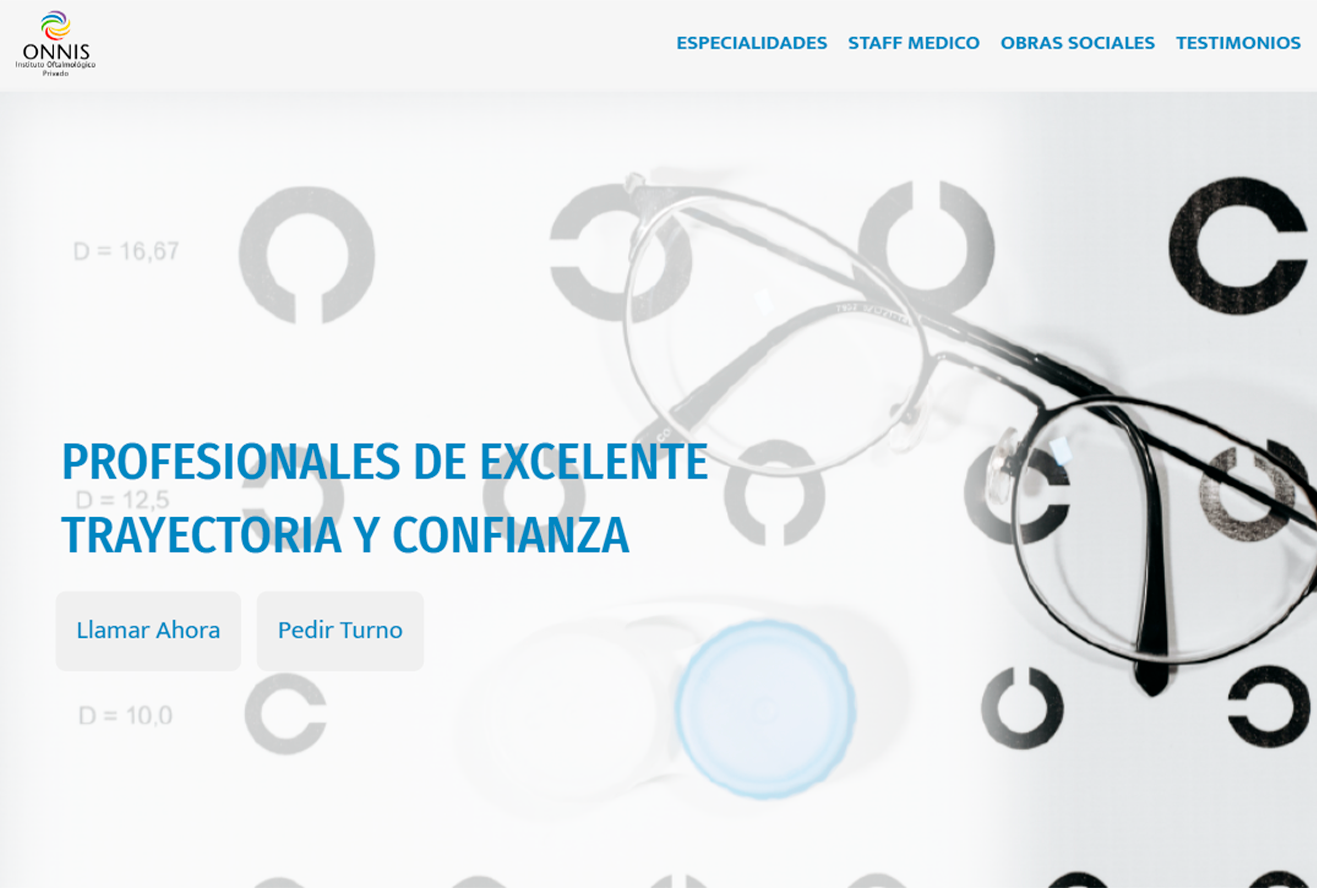 ONNIS
Instituto Oftalmológico
Privado
ESPECIALIDADES STAFF MEDICO OBRAS SOCIALES TESTIMONIOS
D = 16,67
PROFESIONALES DE EXCELENTE
D = 12,5
TRAYECTORIA Y CONFIANZA
Llamar Ahora Pedir Turno
D = 10,0